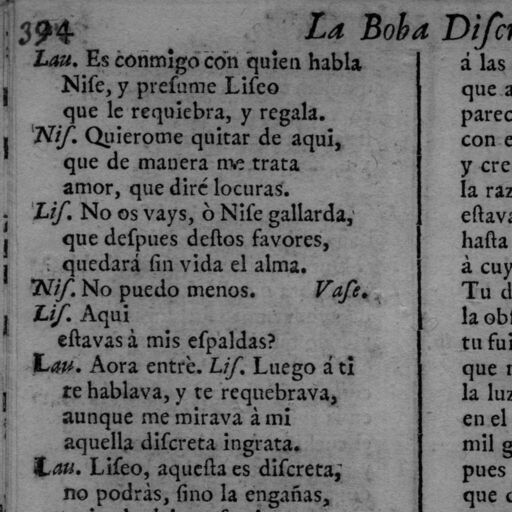 394
La Boba Diſcr
Lau. Es conmigo con quien habla
Niſe, y preſume Liſeo
que le requiebra, y regala.
Niſ. Quierome quitar de aqui,
que de manera me trata
amor, que diré locuras.
Liſ. No os vays, ò Niſe gallarda,
que deſpues deſtos favores,
quedará ſin vida el alma.
Niſ. No puedo menos. Vaſe.
Liſ. Aqui
eſtavas à mis eſpaldas?
Lau. Aora entrè. Liſ. Luego á ti
te hablava, y te requebrava,
aunque me mirava à mi
aquella diſcreta ingrata.
Lau. Liſeo, aqueſta es diſcreta,
no podràs, ſino la engañas,
á las
que a
parec
con e
y cre
la raz
eſtava
haſta
à cuy
Tu d
la obſ
tu fui
que
la luz
en el
mil g
pues
que